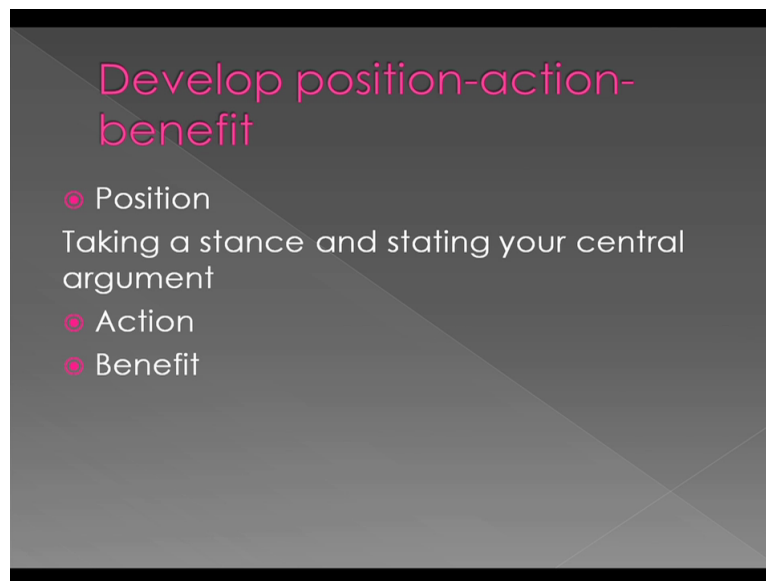 Develop position-action-
benefit
Position
Taking a stance and stating your central
argument
Action
Benefit